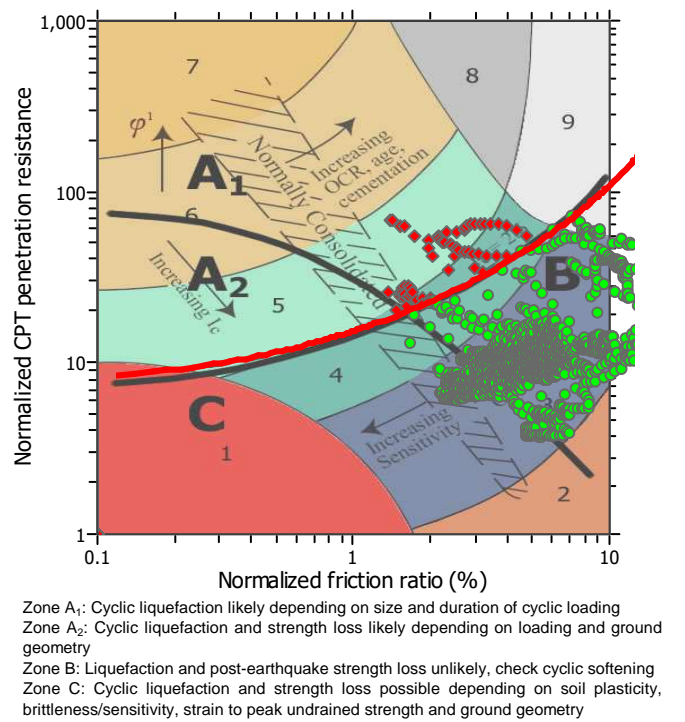 1,000
7
8
9
φ¹
Normally Consolidated
Increasing
OCR, age,
cementation
A₁
100
6
A₂
Increasing Ic
B
5
10
4
3
C
Increasing
Sensitivity
1
2
1
0.1
1
10
Normalized CPT penetration resistance
Normalized friction ratio (%)
Zone A₁: Cyclic liquefaction likely depending on size and duration of cyclic loading
Zone A₂: Cyclic liquefaction and strength loss likely depending on loading and ground
geometry
Zone B: Liquefaction and post-earthquake strength loss unlikely, check cyclic softening
Zone C: Cyclic liquefaction and strength loss possible depending on soil plasticity,
brittleness/sensitivity, strain to peak undrained strength and ground geometry